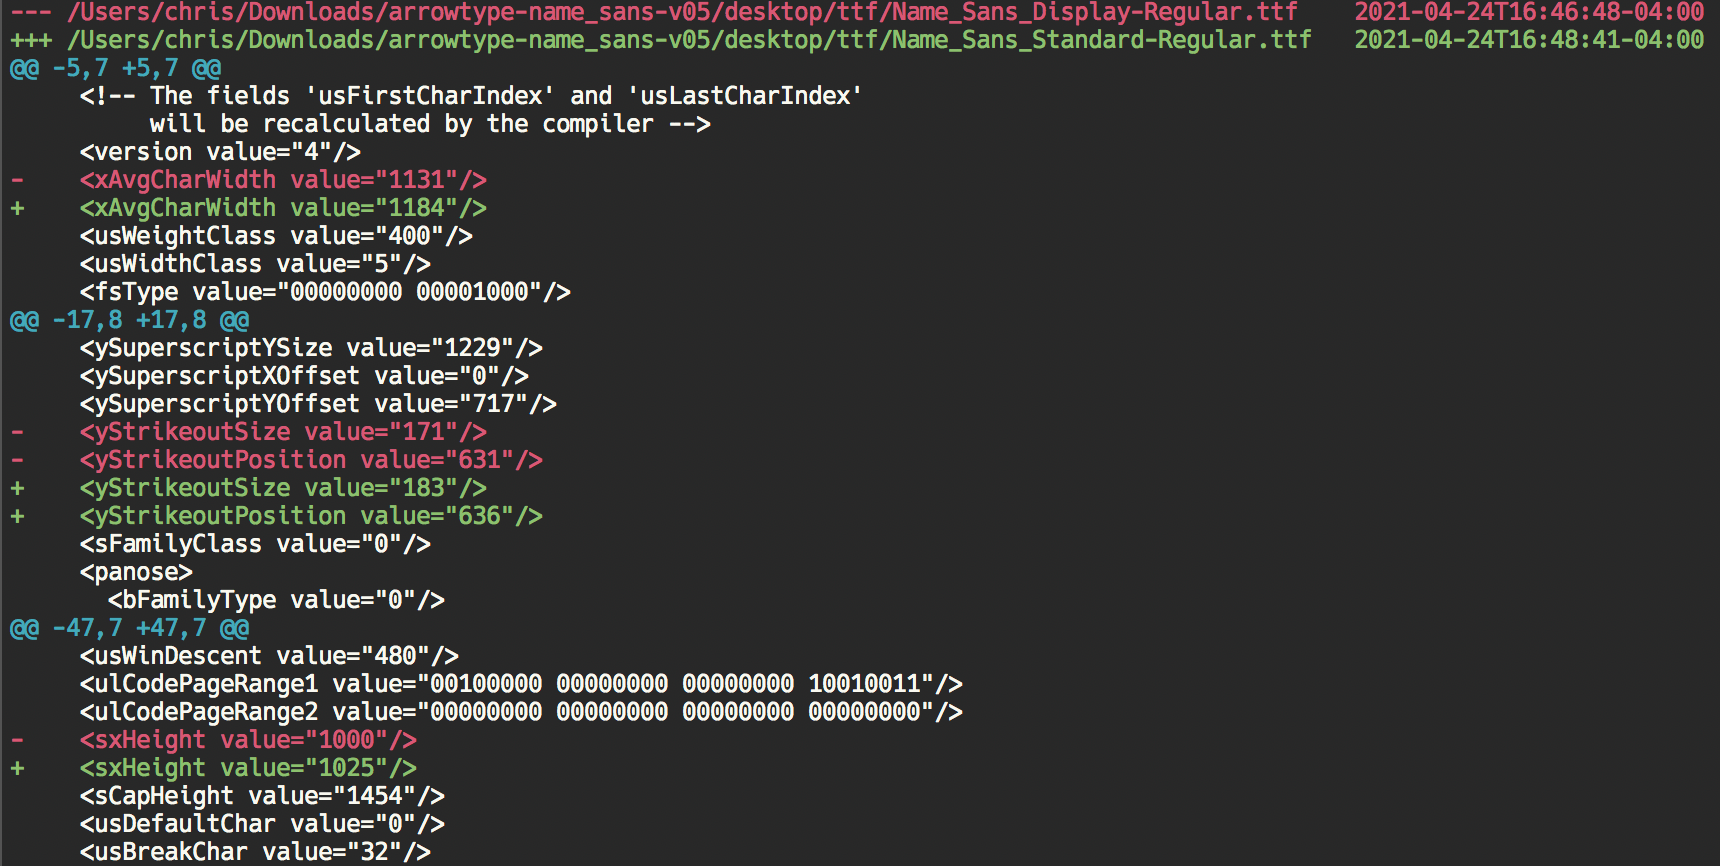 --- /Users/chris/Downloads/arrowtype-name_sans-v05/desktop/ttf/Name_Sans_Display-Regular.ttf    2021-04-24T16:46:48-04:00
+++ /Users/chris/Downloads/arrowtype-name_sans-v05/desktop/ttf/Name_Sans_Standard-Regular.ttf   2021-04-24T16:48:41-04:00
@@ -5,7 +5,7 @@
     <!-- The fields 'usFirstCharIndex' and 'usLastCharIndex'
          will be recalculated by the compiler -->
     <version value="4"/>
-    <xAvgCharWidth value="1131"/>
+    <xAvgCharWidth value="1184"/>
     <usWeightClass value="400"/>
     <usWidthClass value="5"/>
     <fsType value="00000000 00001000"/>
@@ -17,8 +17,8 @@
     <ySuperscriptYSize value="1229"/>
     <ySuperscriptXOffset value="0"/>
     <ySuperscriptYOffset value="717"/>
-    <yStrikeoutSize value="171"/>
-    <yStrikeoutPosition value="631"/>
+    <yStrikeoutSize value="183"/>
+    <yStrikeoutPosition value="636"/>
     <sFamilyClass value="0"/>
     <panose>
       <bFamilyType value="0"/>
@@ -47,7 +47,7 @@
     <usWinDescent value="480"/>
     <ulCodePageRange1 value="00100000 00000000 00000000 10010011"/>
     <ulCodePageRange2 value="00000000 00000000 00000000 00000000"/>
-    <sxHeight value="1000"/>
+    <sxHeight value="1025"/>
     <sCapHeight value="1454"/>
     <usDefaultChar value="0"/>
     <usBreakChar value="32"/>